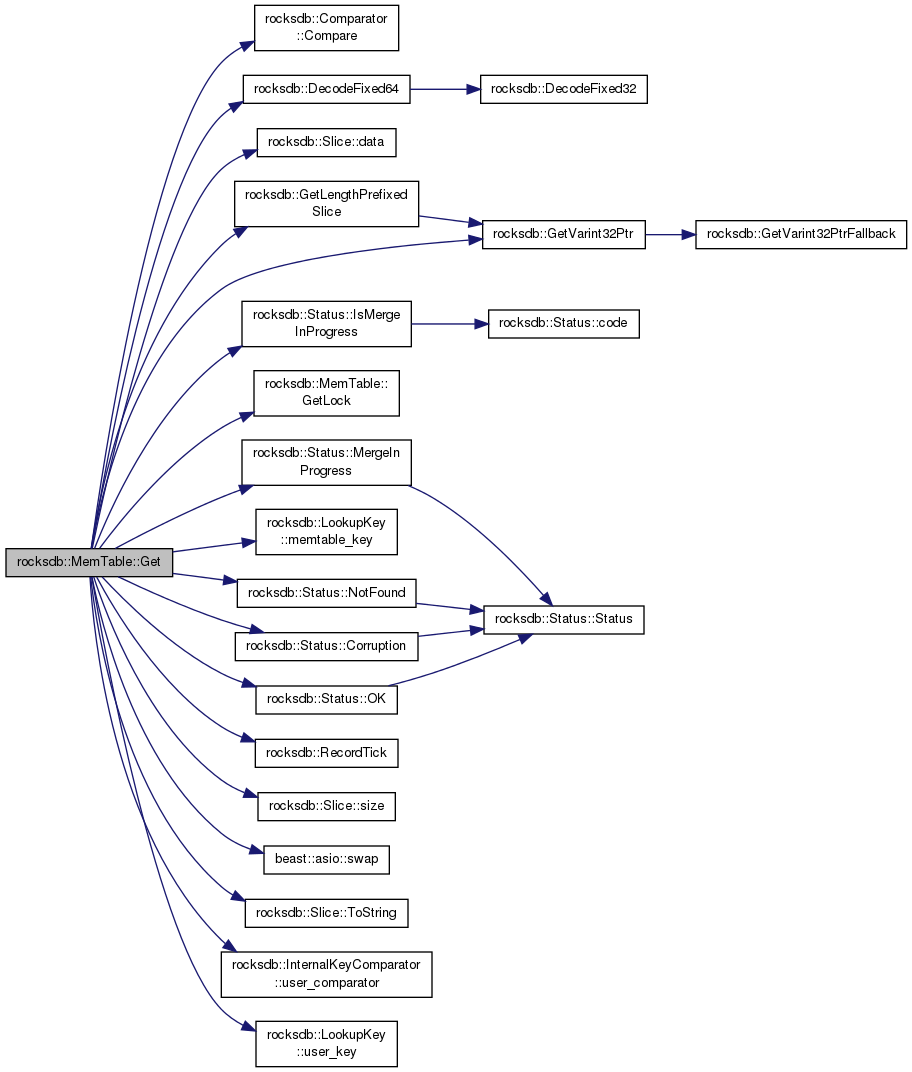 rocksdb::Comparator
::Compare
rocksdb::DecodeFixed64
rocksdb::DecodeFixed32
rocksdb::Slice::data
rocksdb::GetLengthPrefixed
Slice
rocksdb::GetVarint32Ptr
rocksdb::GetVarint32PtrFallback
rocksdb::Status::IsMerge
InProgress
rocksdb::Status::code
rocksdb::MemTable::
GetLock
rocksdb::Status::MergeIn
Progress
rocksdb::LookupKey
::memtable_key
rocksdb::MemTable::Get
rocksdb::Status::NotFound
rocksdb::Status::Status
rocksdb::Status::Corruption
rocksdb::Status::OK
rocksdb::RecordTick
rocksdb::Slice::size
beast::asio::swap
rocksdb::Slice::ToString
rocksdb::InternalKeyComparator
::user_comparator
rocksdb::LookupKey
::user_key